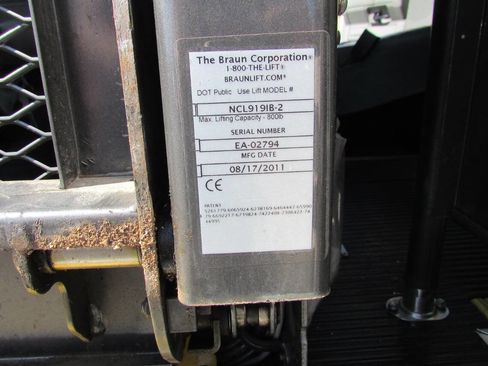 The Braun Corporation®
1-800-THE-LIFT®
BRAUNLIFT.COM®
DOT Public Use Lift MODEL #
NCL919IB-2
Max. Lifting Capacity - 800lb
SERIAL NUMBER
EA-02794
MFG DATE
08/17/2011
CE
PATENT